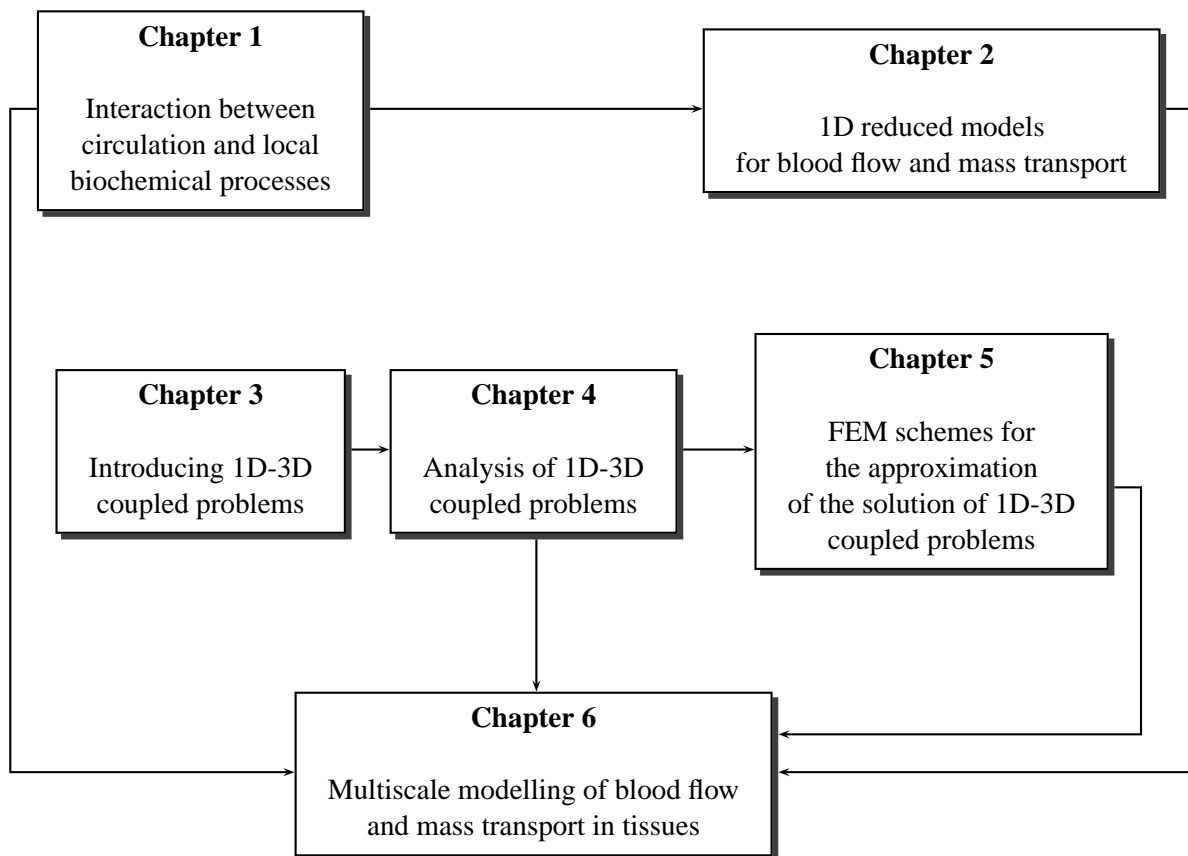 Chapter 1
Interaction between
circulation and local
biochemical processes
Chapter 2
1D reduced models
for blood flow and mass transport
Chapter 3
Introducing 1D-3D
coupled problems
Chapter 4
Analysis of 1D-3D
coupled problems
Chapter 5
FEM schemes for
the approximation
of the solution of 1D-3D
coupled problems
Chapter 6
Multiscale modelling of blood flow
and mass transport in tissues